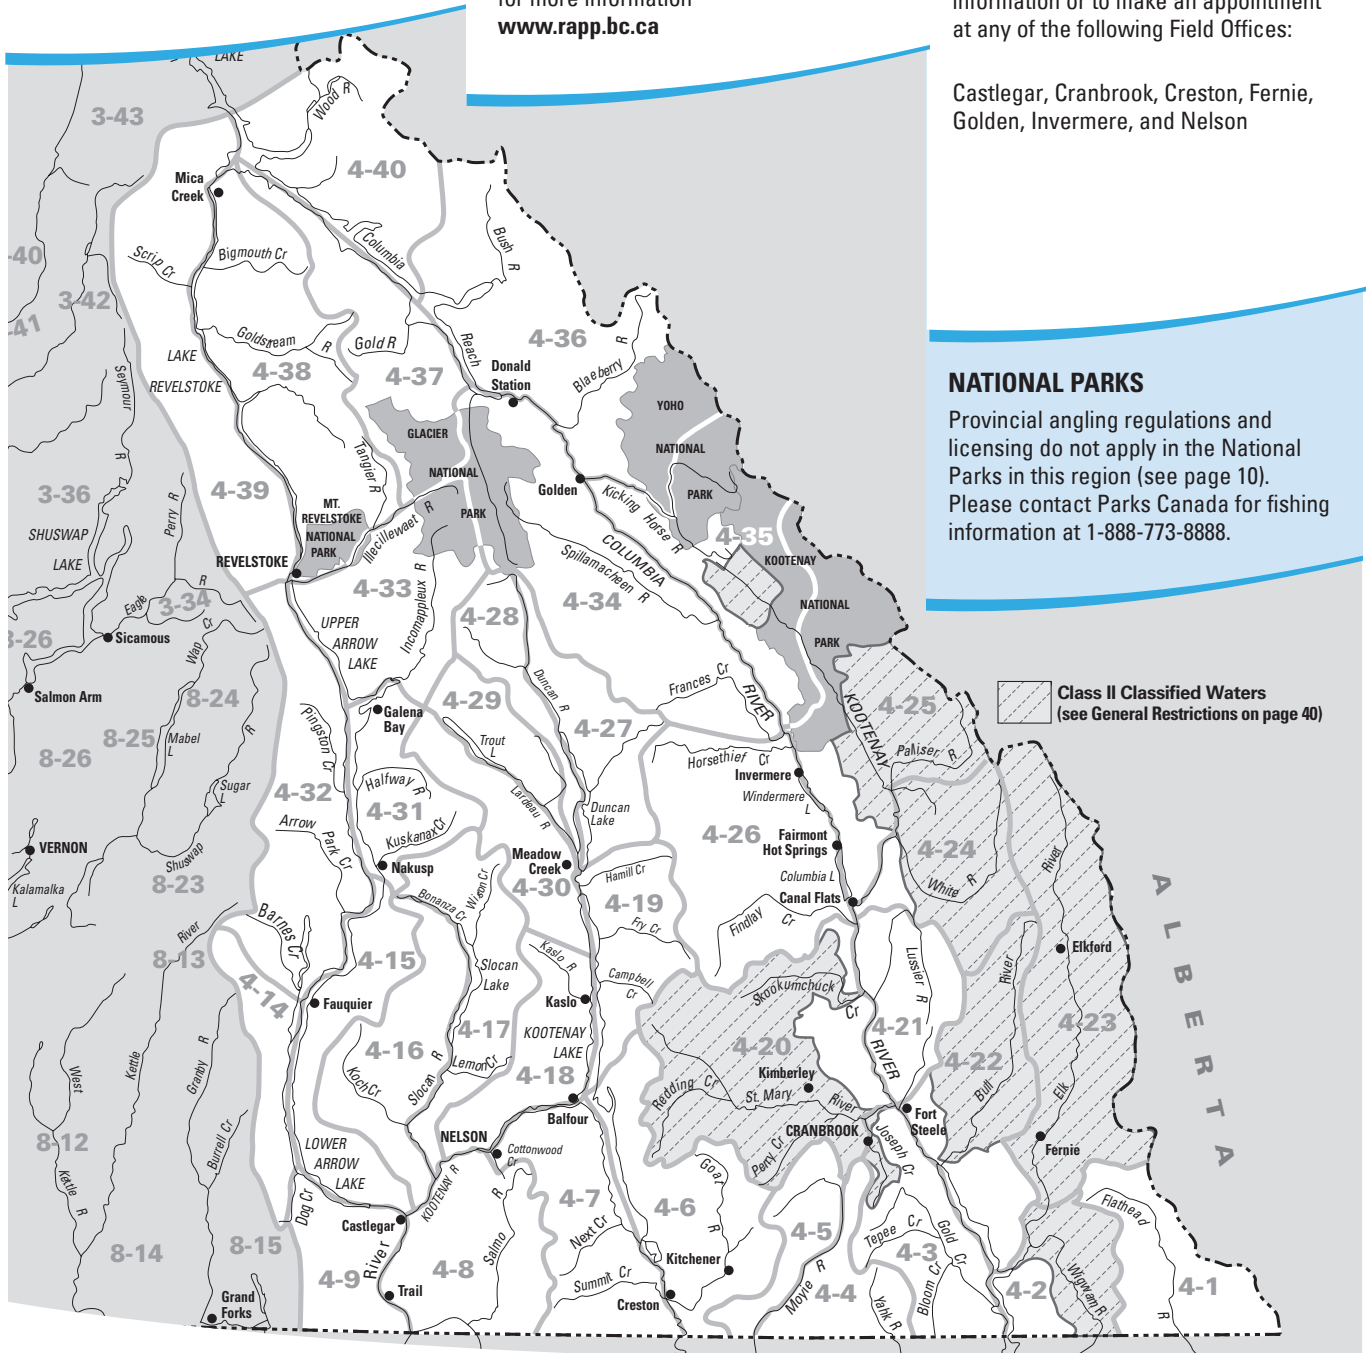 for more information
www.rapp.bc.ca
information or to make an appointment
at any of the following Field Offices:
Castlegar, Cranbrook, Creston, Fernie,
Golden, Invermere, and Nelson
NATIONAL PARKS
Provincial angling regulations and
licensing do not apply in the National
Parks in this region (see page 10).
Please contact Parks Canada for fishing
information at 1-888-773-8888.
Class II Classified Waters
(see General Restrictions on page 40)
LAKE
3-43
Wood R
4-40
Mica
Creek
Columbia
Bush R
Scrip Cr
Bigmouth Cr
-40
3-42
-41
Goldstream R
Gold R
Reach
4-36
LAKE
REVELSTOKE
4-38
4-37
Donald
Station
Blaeberry R
Seymour R
YOHO
NATIONAL
PARK
GLACIER
NATIONAL
PARK
Tangier R
3-36
4-39
Golden
Kicking Horse R
Perry R
SHUSWAP
LAKE
MT.
REVELSTOKE
NATIONAL
PARK
Illecillewaet R
REVELSTOKE
4-35
KOOTENAY
NATIONAL
PARK
COLUMBIA
RIVER
Spillamacheen R
4-33
4-34
Incomappleux R
4-28
Eagle R
3-34
3-26
Sicamous
Wap Cr
UPPER
ARROW
LAKE
Salmon Arm
8-24
Duncan R
Frances Cr
KOOTENAY
4-25
4-29
Galena
Bay
Pingston Cr
8-25
Mabel
L
4-27
Trout
L
8-26
Palliser R
Horsethief Cr
Invermere
Windermere
L
Halfway R
Sugar
L
4-32
4-31
Lardeau R
Duncan
Lake
Arrow Park Cr
Kuskanax Cr
4-26
Fairmont
Hot Springs
4-24
River
VERNON
Shuswap
R
Nakusp
Meadow
Creek
Hamill Cr
Columbia L
White R
Kalamalka
L
8-23
4-30
Bonanza Cr
Wilson Cr
4-19
Canal Flats
Barnes Cr
River
Fry Cr
Findlay Cr
8-13
4-15
Kaslo R
Elkford
4-14
Slocan
Lake
Campbell
Cr
Lussier R
River
Skookumchuck
Cr
Fauquier
Kaslo
4-17
KOOTENAY
LAKE
4-21
4-23
4-16
4-20
RIVER
Kettle
Granby R
Lemon Cr
4-22
West
Koch Cr
Slocan R
4-18
Kimberley
Redding Cr
St. Mary River
Bull
Elk
Balfour
Fort
Steele
8-12
Burrell Cr
LOWER
ARROW
LAKE
NELSON
Cottonwood
Cr
CRANBROOK
Joseph Cr
Perry Cr
Fernie
Kettle R
KOOTENAY R
Goat R
Dog Cr
4-7
4-6
Flathead
R
Castlegar
Salmo R
Next Cr
4-5
Tepee Cr
Gold Cr
8-15
8-14
River
4-3
Kitchener
4-9
4-8
Wigwam R
Summit Cr
Moyie R
Bloom Cr
4-2
4-1
Trail
4-4
Yahk R
Grand
Forks
Creston
ALBERTA